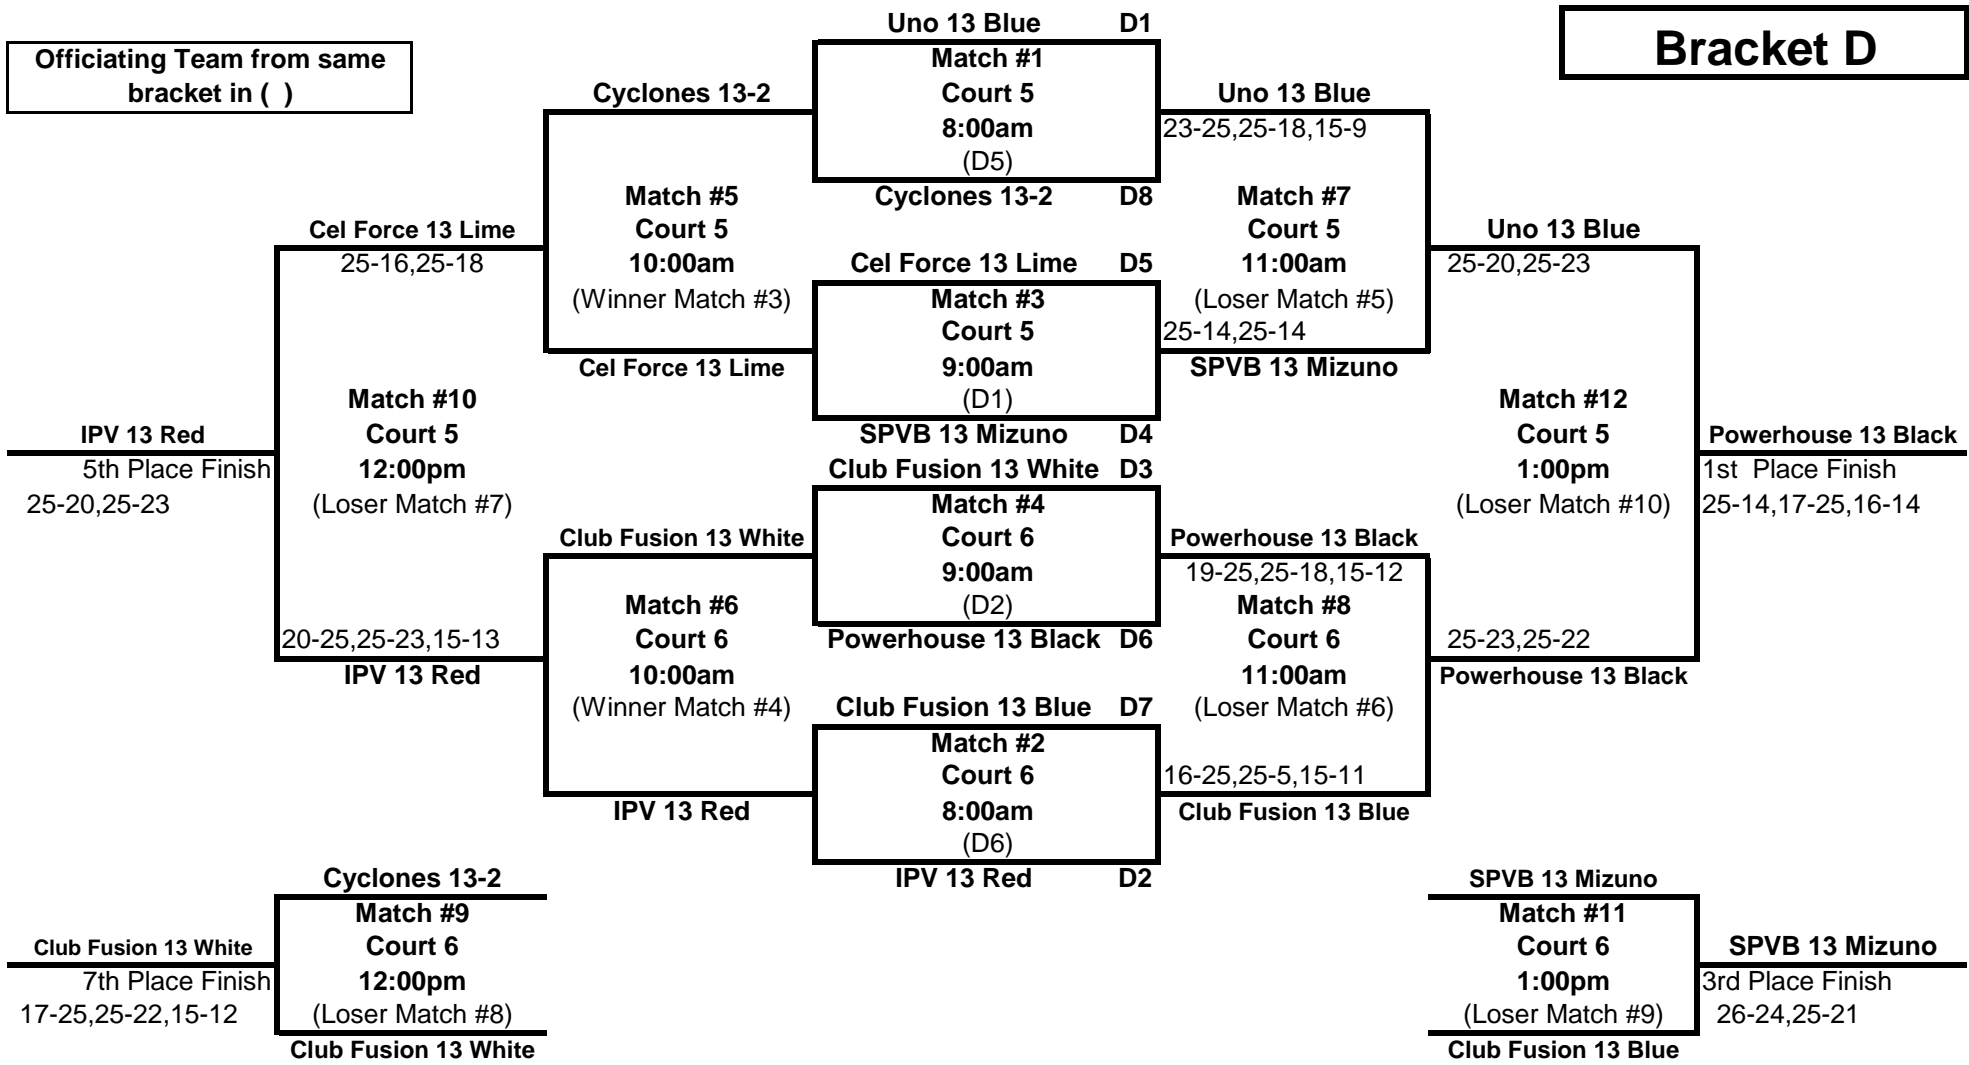 Uno 13 Blue D1
Officiating Team from same
bracket in ( )
Bracket D
Match #1
Court 5
8:00am
(D5)
Cyclones 13-2 D8
Cyclones 13-2
Uno 13 Blue
23-25,25-18,15-9
Match #5
Court 5
10:00am
(Winner Match #3)
Match #7
Court 5
11:00am
(Loser Match #5)
Cel Force 13 Lime
25-16,25-18
Uno 13 Blue
25-20,25-23
Cel Force 13 Lime D5
Match #3
Court 5
9:00am
(D1)
SPVB 13 Mizuno D4
Cel Force 13 Lime
25-14,25-14
SPVB 13 Mizuno
Match #10
Court 5
12:00pm
(Loser Match #7)
Match #12
Court 5
1:00pm
(Loser Match #10)
IPV 13 Red
5th Place Finish
25-20,25-23
Powerhouse 13 Black
1st Place Finish
25-14,17-25,16-14
Club Fusion 13 White D3
Match #4
Court 6
9:00am
(D2)
Powerhouse 13 Black D6
Club Fusion 13 White
Powerhouse 13 Black
19-25,25-18,15-12
Match #6
Court 6
10:00am
(Winner Match #4)
Match #8
Court 6
11:00am
(Loser Match #6)
20-25,25-23,15-13
IPV 13 Red
25-23,25-22
Powerhouse 13 Black
Club Fusion 13 Blue D7
Match #2
Court 6
8:00am
(D6)
IPV 13 Red D2
IPV 13 Red
16-25,25-5,15-11
Club Fusion 13 Blue
Cyclones 13-2
Match #9
Court 6
12:00pm
(Loser Match #8)
Club Fusion 13 White
Club Fusion 13 White
7th Place Finish
17-25,25-22,15-12
SPVB 13 Mizuno
Match #11
Court 6
1:00pm
(Loser Match #9)
Club Fusion 13 Blue
SPVB 13 Mizuno
3rd Place Finish
26-24,25-21